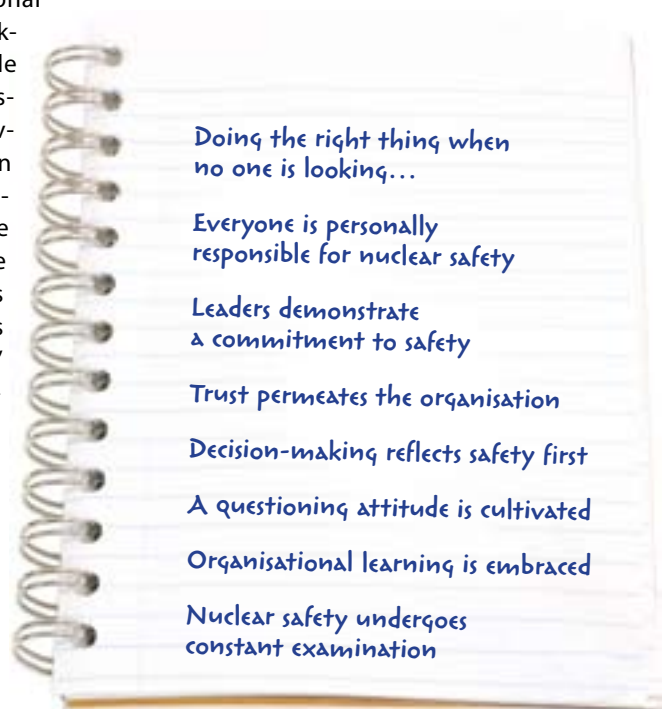 Doing the right thing when
no one is looking...
Everyone is personally
responsible for nuclear safety
Leaders demonstrate
a commitment to safety
Trust permeates the organisation
Decision-making reflects safety first
A questioning attitude is cultivated
Organisational learning is embraced
Nuclear safety undergoes
constant examination